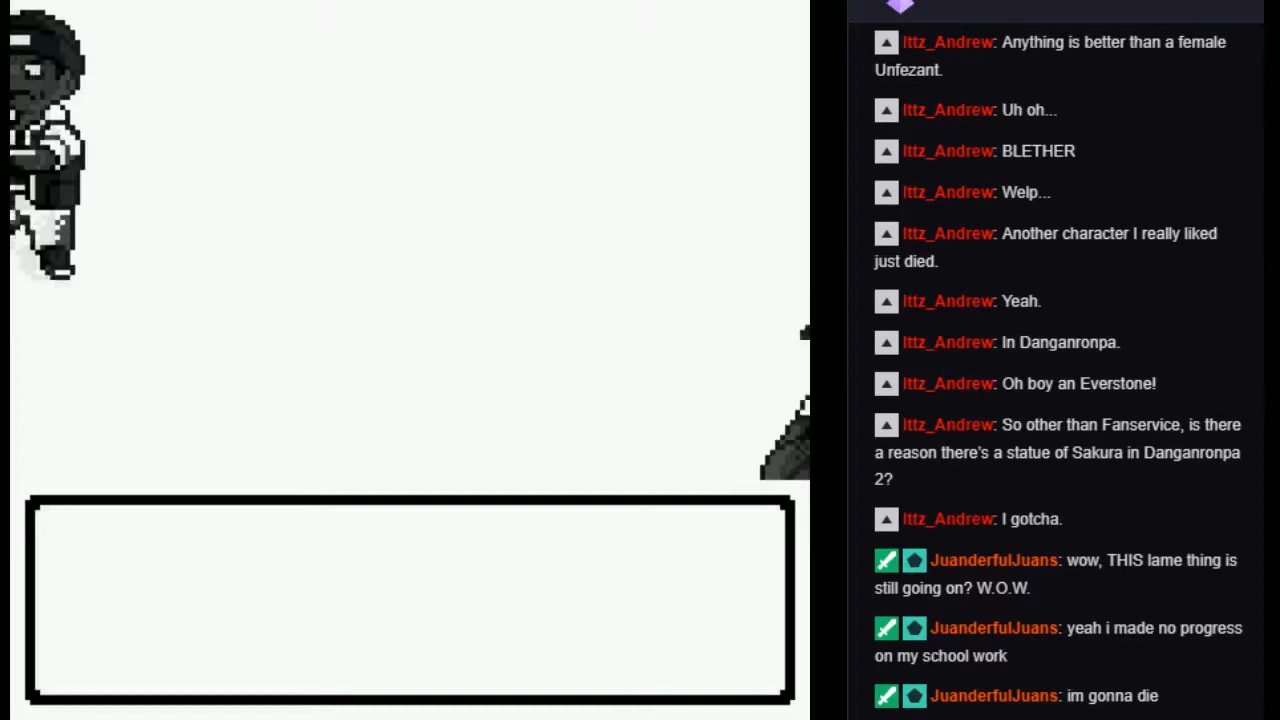 Ittz_Andrew: Anything is better than a female
Unfezant.
Ittz_Andrew: Uh oh...
Ittz_Andrew: BLETHER
Ittz_Andrew: Welp...
Ittz_Andrew: Another character I really liked
just died.
Ittz_Andrew: Yeah.
Ittz_Andrew: In Danganronpa.
Ittz_Andrew: Oh boy an Everstone!
Ittz_Andrew: So other than Fanservice, is there
a reason there's a statue of Sakura in Danganronpa
2?
Ittz_Andrew: I gotcha.
JuanderfulJuans: wow, THIS lame thing is
still going on? W.O.W.
JuanderfulJuans: yeah i made no progress
on my school work
JuanderfulJuans: im gonna die